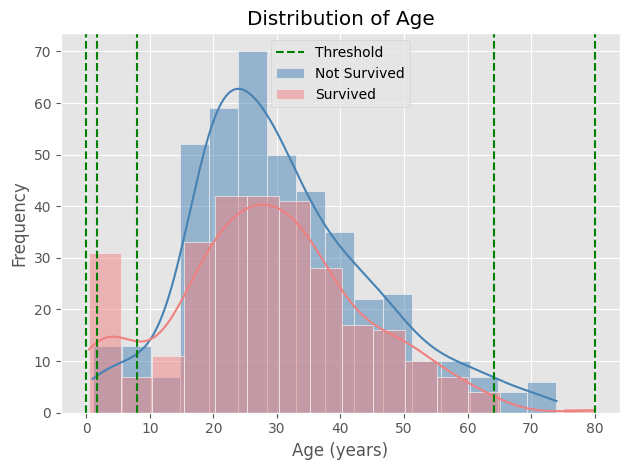 Distribution of Age
Threshold
Not Survived
Survived
70
60
50
40
30
20
10
0
Frequency
0 10 20 30 40 50 60 70 80
Age (years)